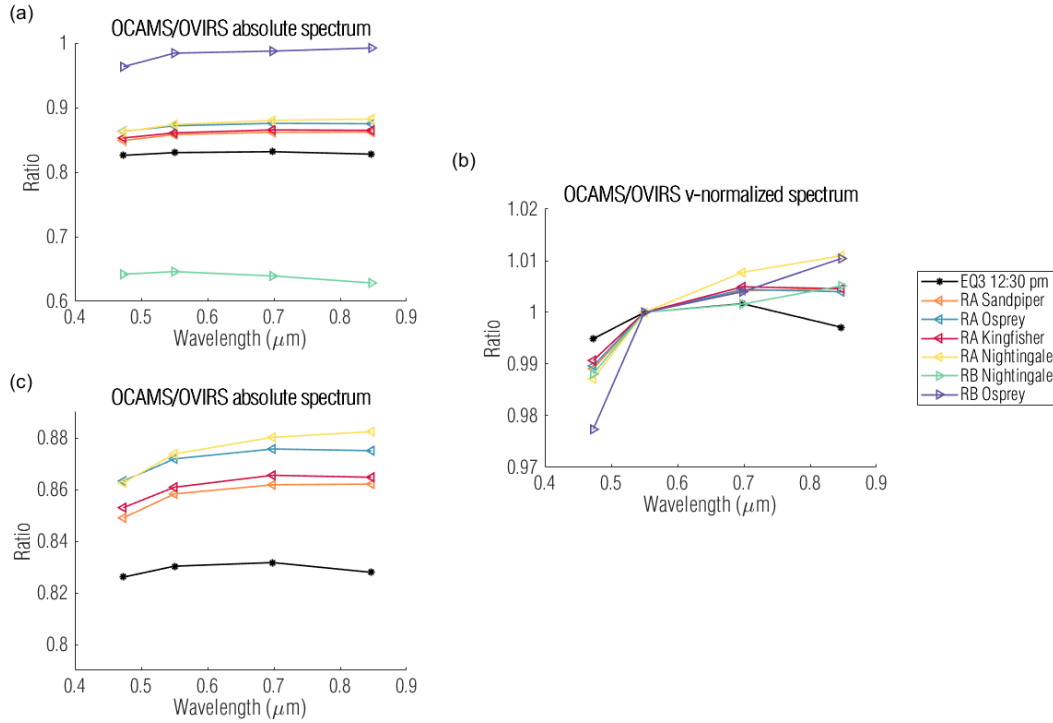 (a)
OCAMS/OVIRS absolute spectrum
1
0.9
0.8
0.7
0.6
Ratio
0.4 0.5 0.6 0.7 0.8 0.9
Wavelength (μm)
(b)
OCAMS/OVIRS v-normalized spectrum
1.02
1.01
1
0.99
0.98
0.97
Ratio
0.4 0.5 0.6 0.7 0.8 0.9
Wavelength (μm)
EQ3 12:30 pm
RA Sandpiper
RA Osprey
RA Kingfisher
RA Nightingale
RB Nightingale
RB Osprey
(c)
OCAMS/OVIRS absolute spectrum
0.88
0.86
0.84
0.82
0.8
Ratio
0.4 0.5 0.6 0.7 0.8 0.9
Wavelength (μm)